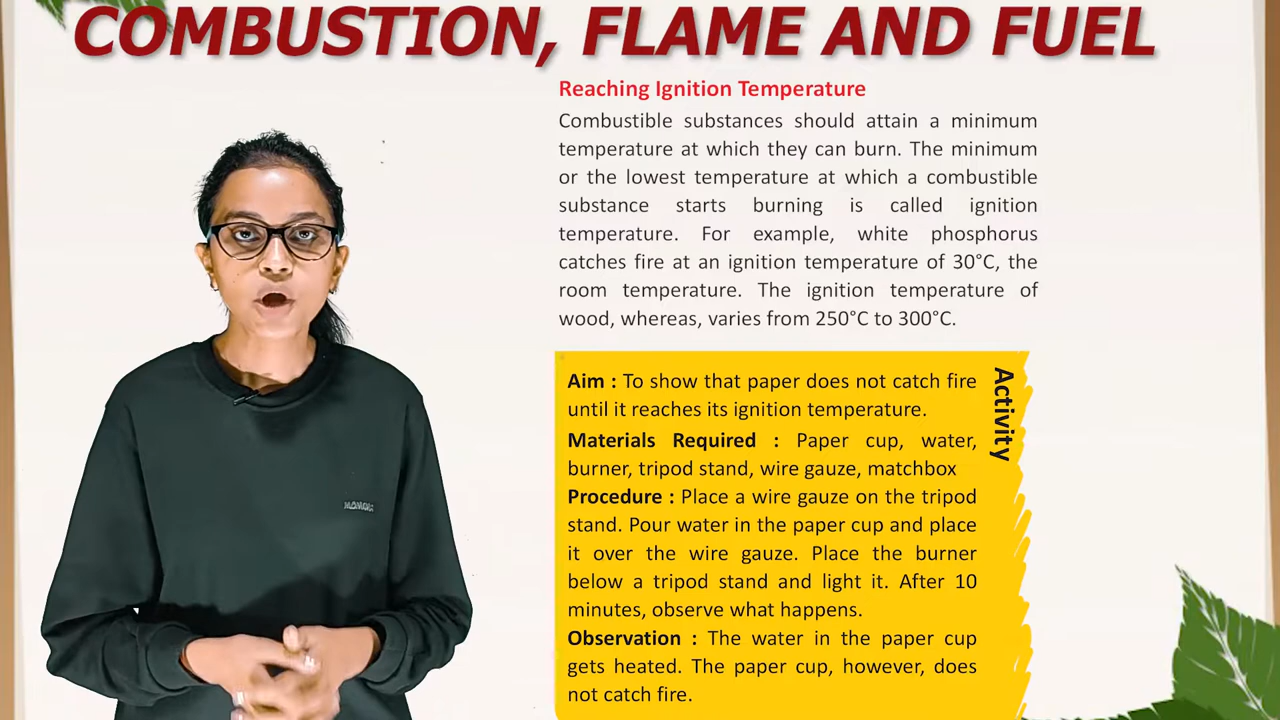 COMBUSTION, FLAME AND FUEL
Reaching Ignition Temperature
Combustible substances should attain a minimum
temperature at which they can burn. The minimum
or the lowest temperature at which a combustible
substance starts burning is called ignition
temperature. For example, white phosphorus
catches fire at an ignition temperature of 30°C, the
room temperature. The ignition temperature of
wood, whereas, varies from 250°C to 300°C.
Activity
Aim : To show that paper does not catch fire
until it reaches its ignition temperature.
Materials Required : Paper cup, water,
burner, tripod stand, wire gauze, matchbox
Procedure : Place a wire gauze on the tripod
stand. Pour water in the paper cup and place
it over the wire gauze. Place the burner
below a tripod stand and light it. After 10
minutes, observe what happens.
Observation : The water in the paper cup
gets heated. The paper cup, however, does
not catch fire.